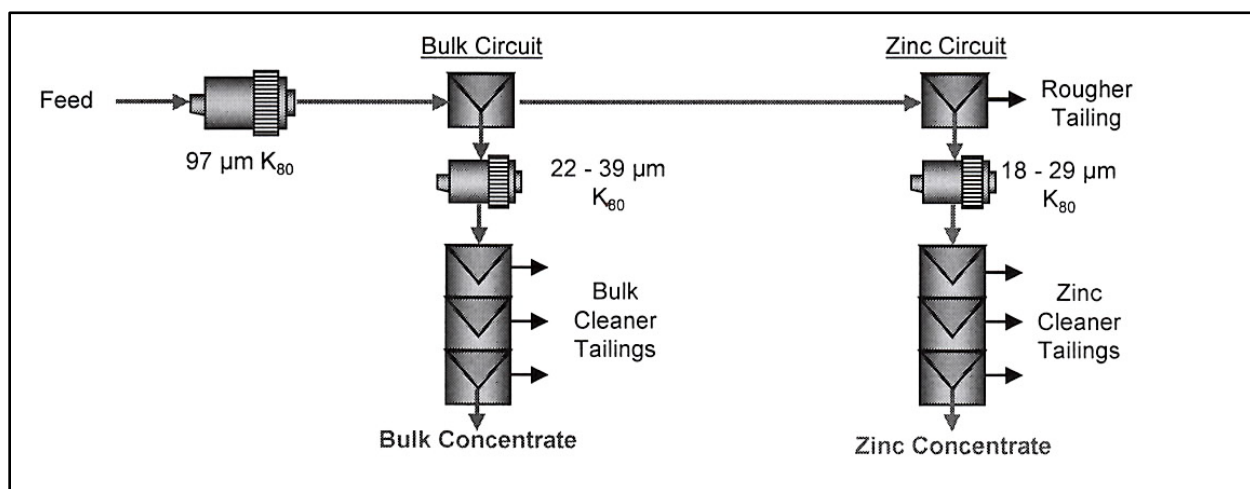 Bulk Circuit
Zinc Circuit
Feed
97 µm K80
22 - 39 µm
K80
18 - 29 µm
K80
Rougher
Tailing
Bulk
Cleaner
Tailings
Zinc
Cleaner
Tailings
Bulk Concentrate
Zinc Concentrate